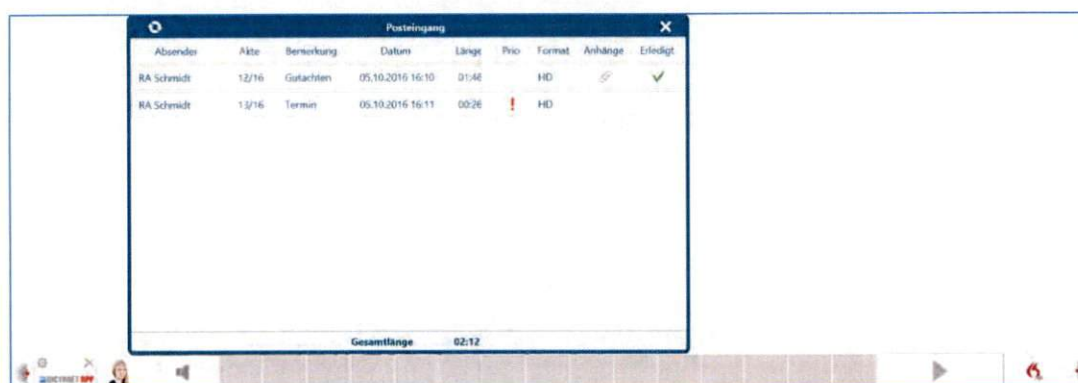 Posteingang
Absender Akte Bemerkung Datum Länge Prio Format Anhänge Erledigt
RA Schmidt 12/16 Gutachten 05.10.2016 16:10 01:46 HD
RA Schmidt 13/16 Termin 05.10.2016 16:11 00:26 ! HD
Gesamtlänge 02:12